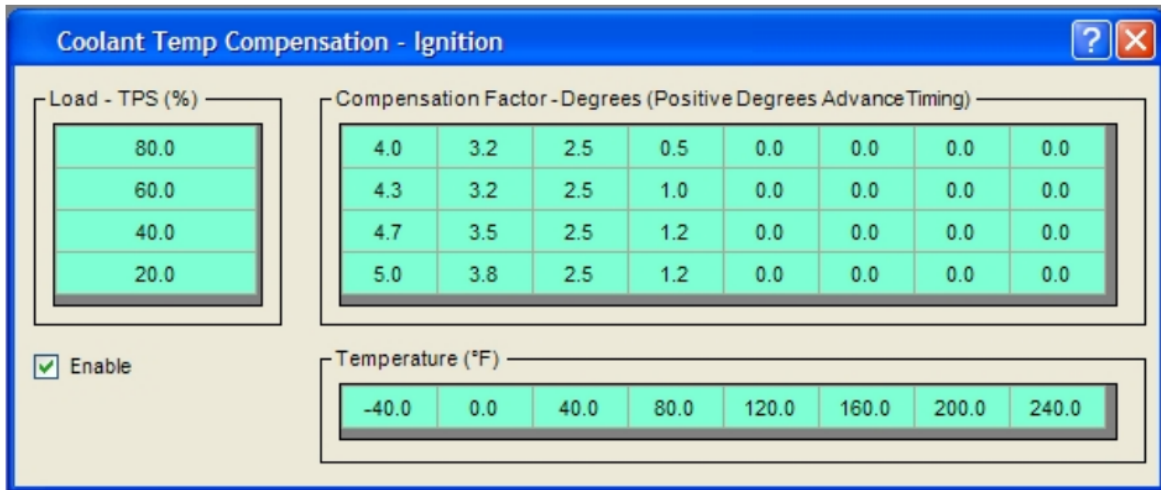 Coolant Temp Compensation - Ignition
Load - TPS (%)
80.0
60.0
40.0
20.0
Compensation Factor - Degrees (Positive Degrees Advance Timing)
4.0 3.2 2.5 0.5 0.0 0.0 0.0 0.0
4.3 3.2 2.5 1.0 0.0 0.0 0.0 0.0
4.7 3.5 2.5 1.2 0.0 0.0 0.0 0.0
5.0 3.8 2.5 1.2 0.0 0.0 0.0 0.0
Enable
Temperature (°F)
-40.0 0.0 40.0 80.0 120.0 160.0 200.0 240.0